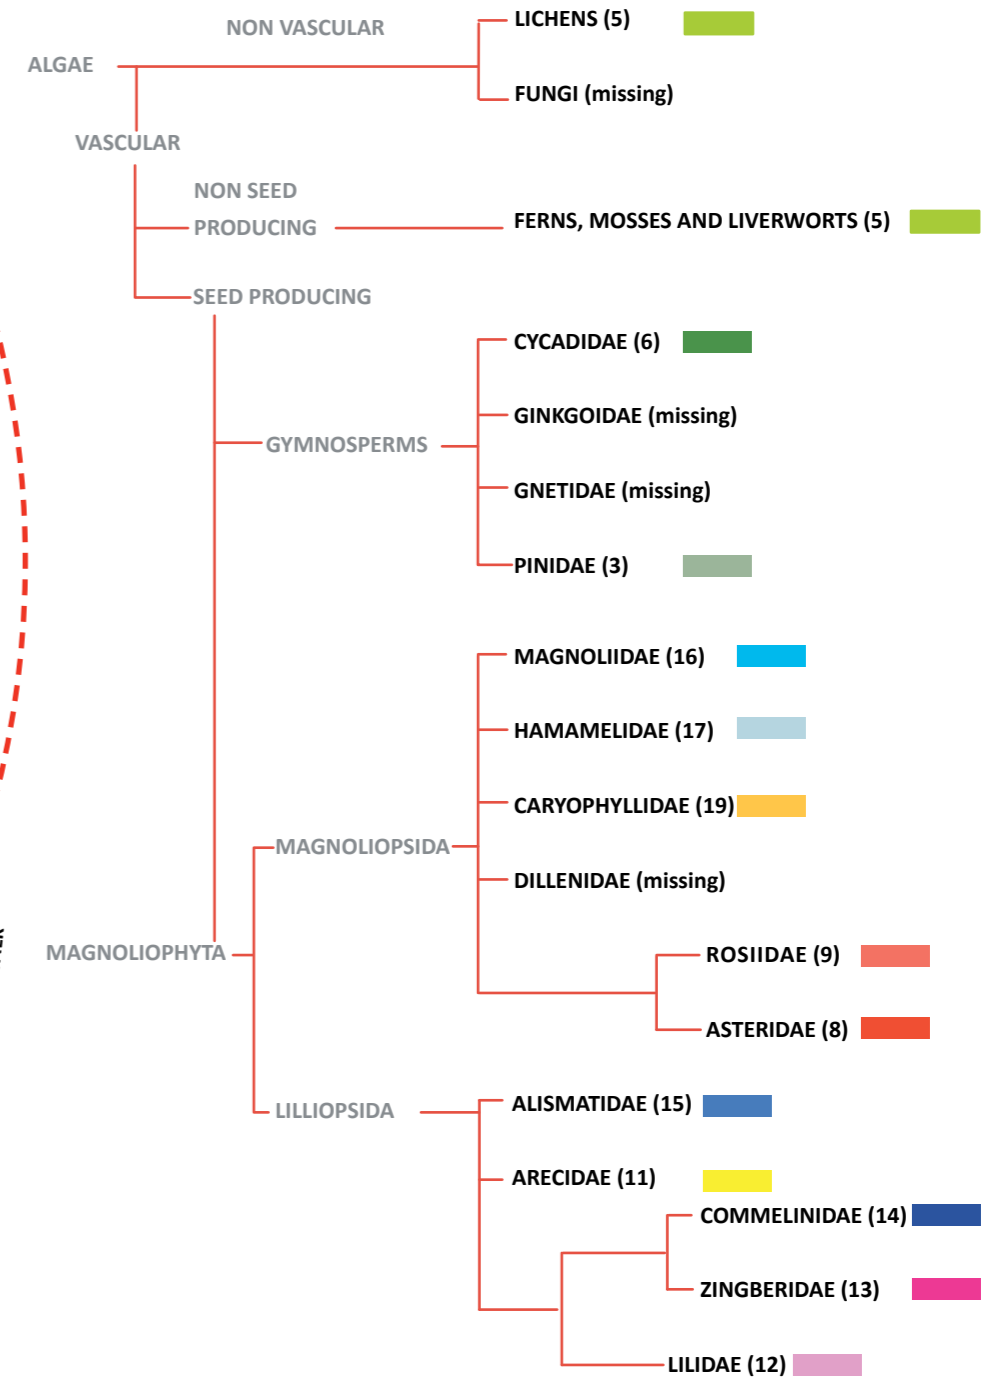 NON VASCULAR
LICHENS (5)
ALGAE
FUNGI (missing)
VASCULAR
NON SEED
PRODUCING
FERNS, MOSSES AND LIVERWORTS (5)
SEED PRODUCING
CYCADIDAE (6)
GINKGOIDAE (missing)
GYMNOSPERMS
GNETIDAE (missing)
PINIDAE (3)
MAGNOLIIDAE (16)
HAMAMELIDAE (17)
CARYOPHYLLIDAE (19)
MAGNOLIOPSIDA
DILLENIDAE (missing)
MAGNOLIOPHYTA
ROSIIDAE (9)
ASTERIDAE (8)
LILLIOPSIDA
ALISMATIDAE (15)
ARECIDAE (11)
COMMELINIDAE (14)
ZINGBERIDAE (13)
LILIDAE (12)